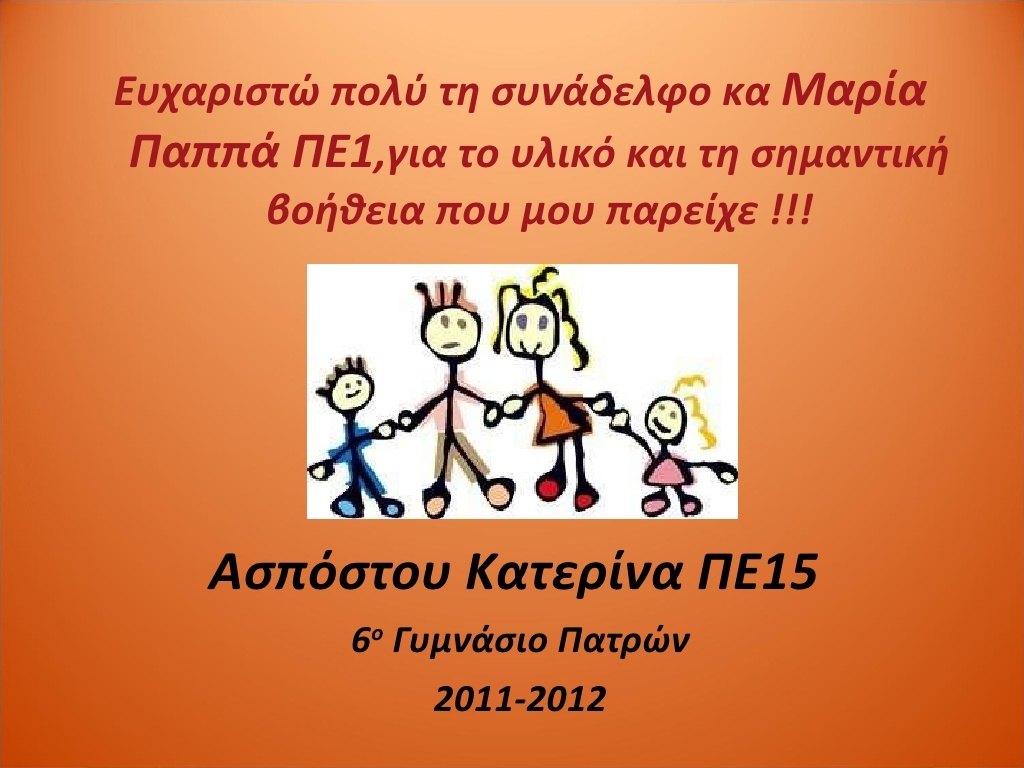 Ευχαριστώ πολύ τη συνάδελφο κα Μαρία
Παππά ΠΕ1,για το υλικό και τη σημαντική
βοήθεια που μου παρείχε !!!
Ασπόστου Κατερίνα ΠΕ15
6ο Γυμνάσιο Πατρών
2011-2012